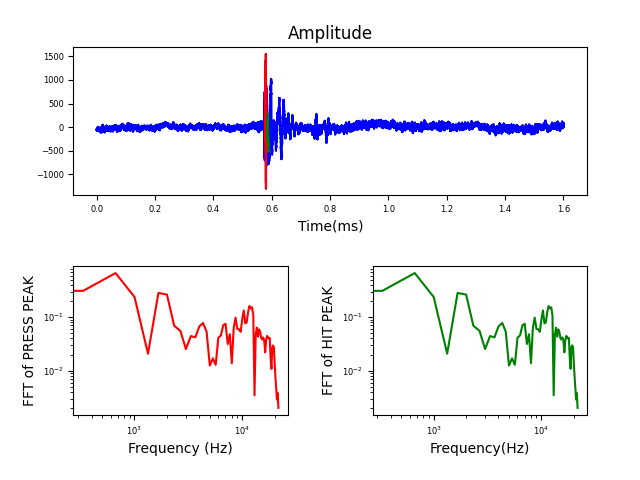 Amplitude
1500
1000
500
0
−500
−1000
0.0 0.2 0.4 0.6 0.8 1.0 1.2 1.4 1.6
Time(ms)
FFT of PRESS PEAK
10⁻¹
10⁻²
10³ 10⁴
Frequency (Hz)
FFT of HIT PEAK
10⁻¹
10⁻²
10³ 10⁴
Frequency(Hz)